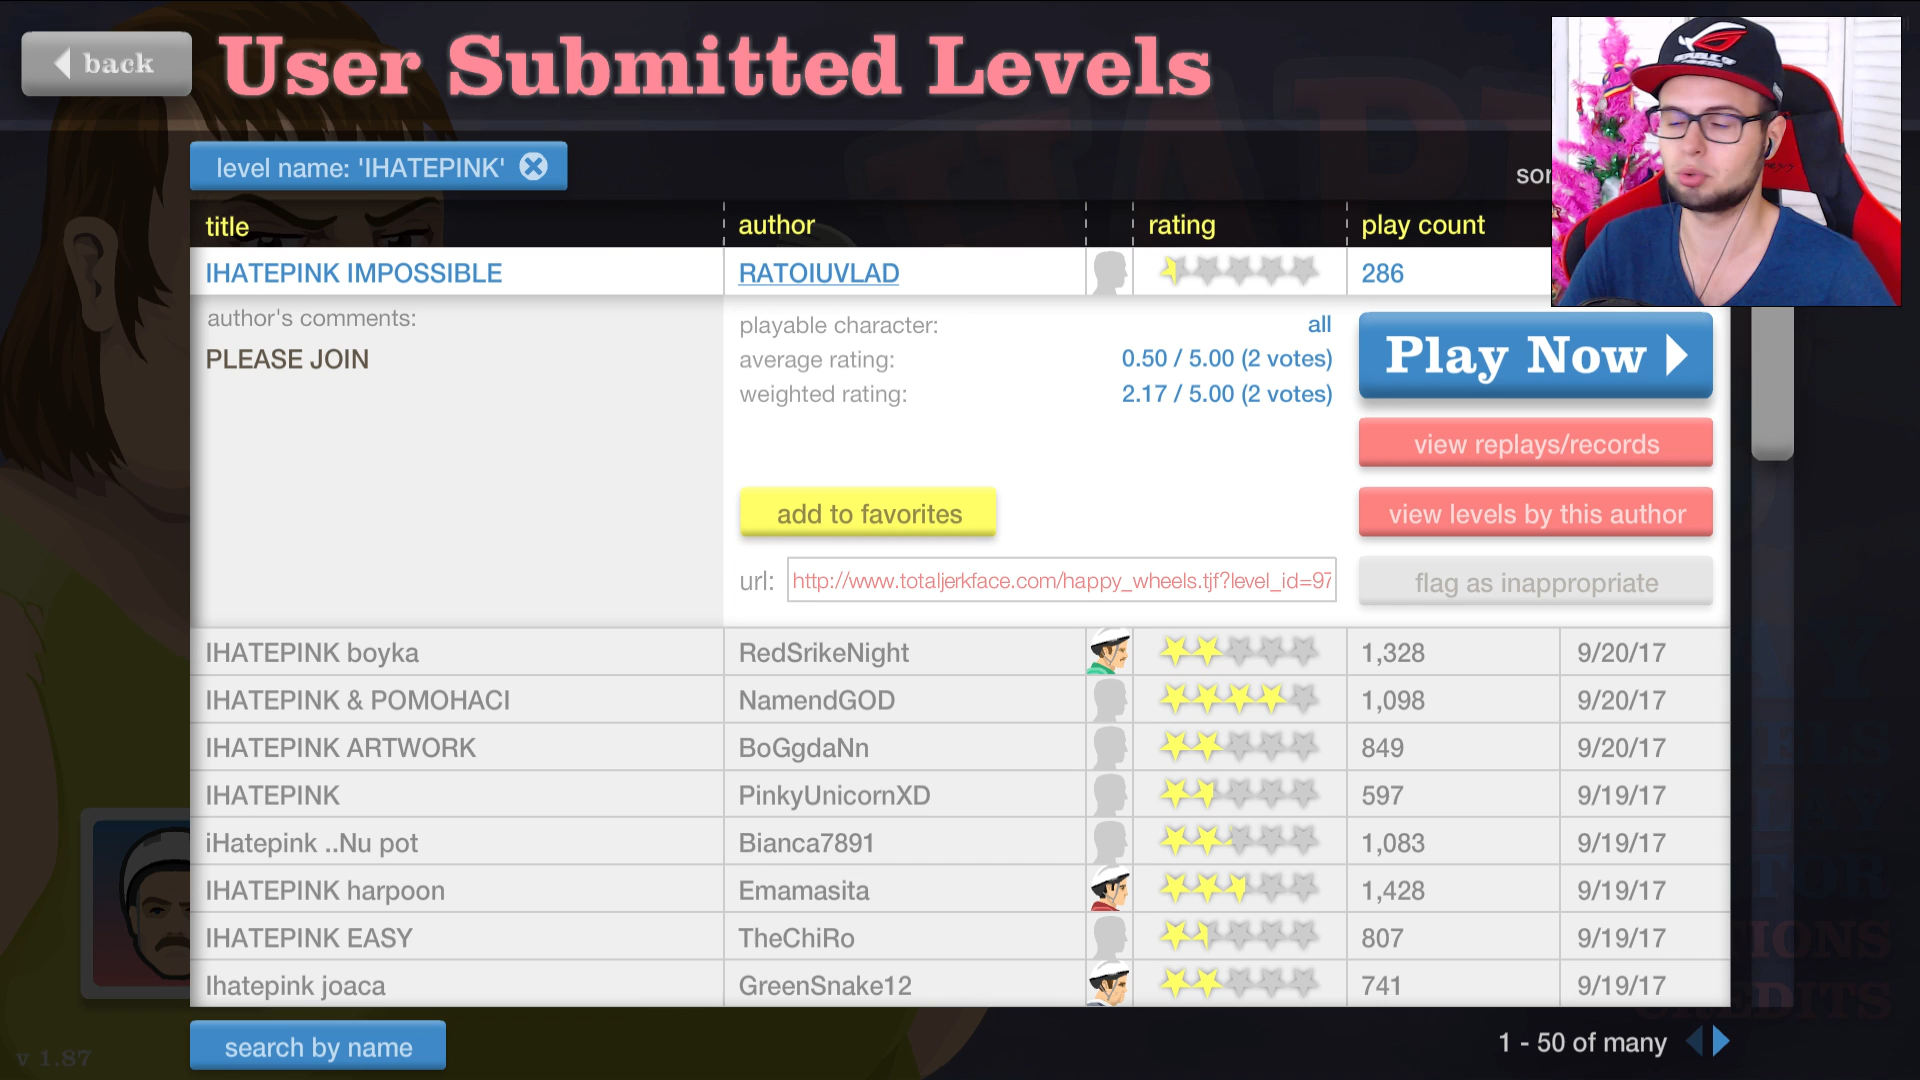 back
User Submitted Levels
level name: 'IHATEPINK'
title author rating play count
IHATEPINK IMPOSSIBLE RATOIUVLAD 286
author's comments:
PLEASE JOIN
playable character: all
average rating: 0.50 / 5.00 (2 votes)
weighted rating: 2.17 / 5.00 (2 votes)
Play Now
view replays/records
add to favorites
view levels by this author
url: http://www.totaljerkface.com/happy_wheels.tjf?level_id=97
flag as inappropriate
IHATEPINK boyka RedSrikeNight 1,328 9/20/17
IHATEPINK & POMOHACI NamendGOD 1,098 9/20/17
IHATEPINK ARTWORK BoGgdaNn 849 9/20/17
IHATEPINK PinkyUnicornXD 597 9/19/17
iHatepink ..Nu pot Bianca7891 1,083 9/19/17
IHATEPINK harpoon Emamasita 1,428 9/19/17
IHATEPINK EASY TheChiRo 807 9/19/17
Ihatepink joaca GreenSnake12 741 9/19/17
search by name
1 - 50 of many
v 1.87